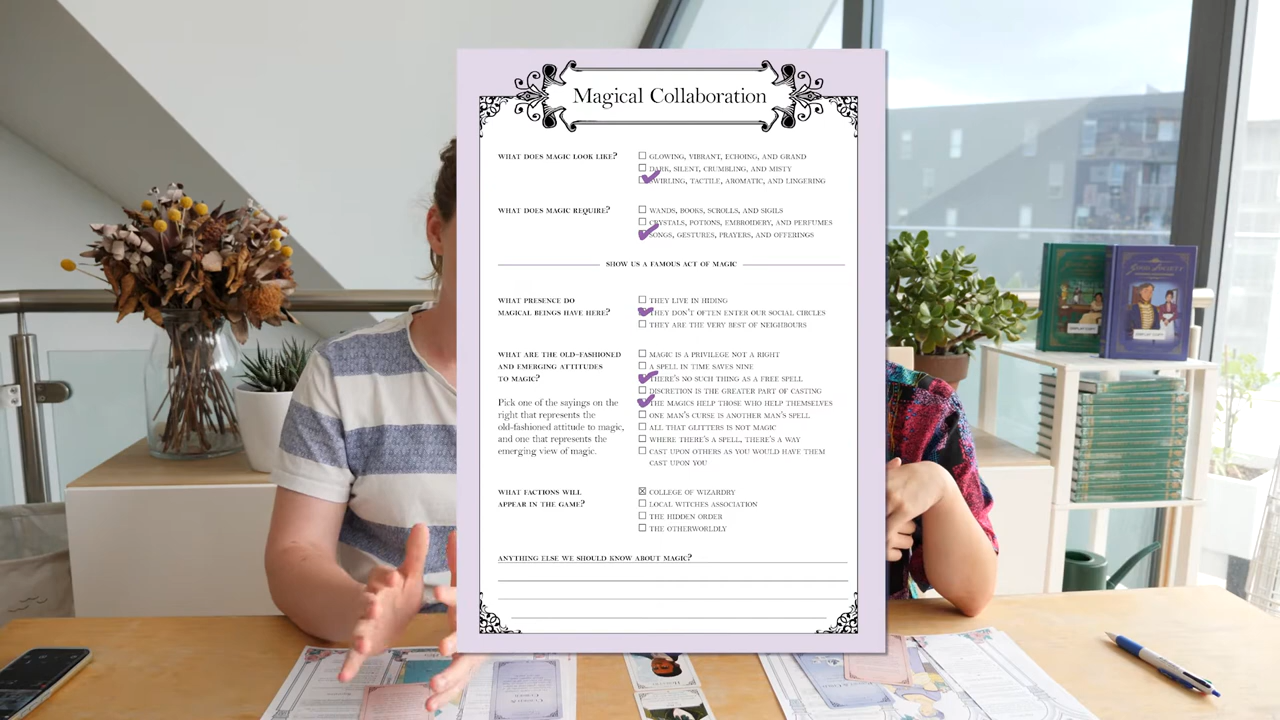 Magical Collaboration
WHAT DOES MAGIC LOOK LIKE?
☐ GLOWING, VIBRANT, ECHOING, AND GRAND
☐ DARK, SILENT, CRUMBLING, AND MISTY
☐ SWIRLING, TACTILE, AROMATIC, AND LINGERING
WHAT DOES MAGIC REQUIRE?
☐ WANDS, BOOKS, SCROLLS, AND SIGILS
☐ CRYSTALS, POTIONS, EMBROIDERY, AND PERFUMES
☐ SONGS, GESTURES, PRAYERS, AND OFFERINGS
SHOW US A FAMOUS ACT OF MAGIC
WHAT PRESENCE DO
MAGICAL BEINGS HAVE HERE?
☐ THEY LIVE IN HIDING
☐ THEY DON'T OFTEN ENTER OUR SOCIAL CIRCLES
☐ THEY ARE THE VERY BEST OF NEIGHBOURS
WHAT ARE THE OLD-FASHIONED
AND EMERGING ATTITUDES
TO MAGIC?
Pick one of the sayings on the
right that represents the
old-fashioned attitude to magic,
and one that represents the
emerging view of magic.
☐ MAGIC IS A PRIVILEGE NOT A RIGHT
☐ A SPELL IN TIME SAVES NINE
☐ THERE'S NO SUCH THING AS A FREE SPELL
☐ DISCRETION IS THE GREATER PART OF CASTING
☐ THE MAGICS HELP THOSE WHO HELP THEMSELVES
☐ ONE MAN'S CURSE IS ANOTHER MAN'S SPELL
☐ ALL THAT GLITTERS IS NOT MAGIC
☐ WHERE THERE'S A SPELL, THERE'S A WAY
☐ CAST UPON OTHERS AS YOU WOULD HAVE THEM
CAST UPON YOU
WHAT FACTIONS WILL
APPEAR IN THE GAME?
☒ COLLEGE OF WIZARDRY
☐ LOCAL WITCHES ASSOCIATION
☐ THE HIDDEN ORDER
☐ THE OTHERWORLDLY
ANYTHING ELSE WE SHOULD KNOW ABOUT MAGIC?
GOOD SOCIETY